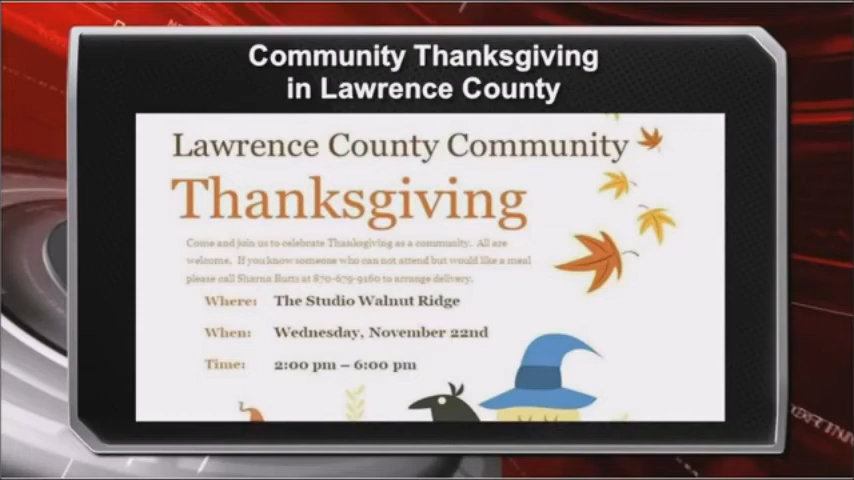 Community Thanksgiving
in Lawrence County
Lawrence County Community
Thanksgiving
Come and join us to celebrate Thanksgiving as a community. All are
welcome. If you know someone who can not attend but would like a meal
please call Sharna Butts at 870-679-9160 to arrange delivery.
Where: The Studio Walnut Ridge
When: Wednesday, November 22nd
Time: 2:00 pm – 6:00 pm